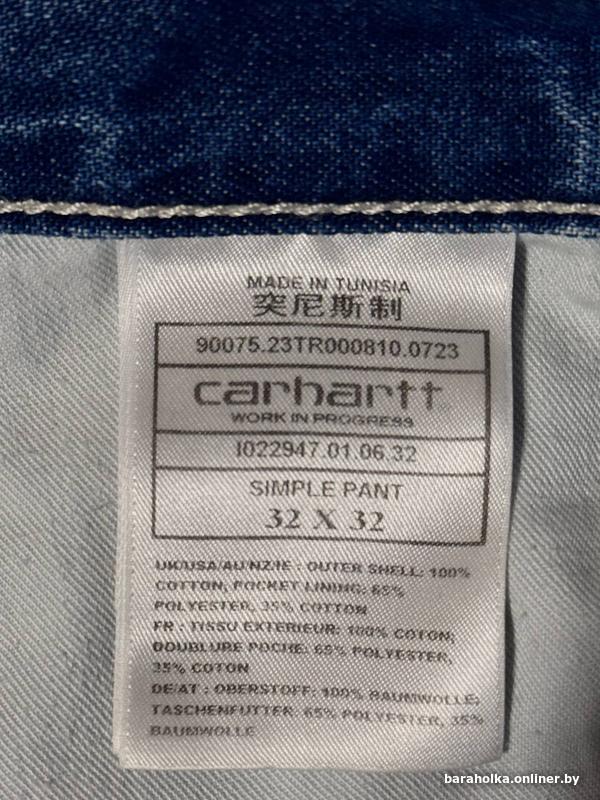 MADE IN TUNISIA
突尼斯制
90075.23TR000810.0723
carhartt
WORK IN PROGRESS
I022947.01.06.32
SIMPLE PANT
32 X 32
UK/USA/AU/NZ/IE : OUTER SHELL: 100%
COTTON; POCKET LINING: 65%
POLYESTER, 35% COTTON
FR : TISSU EXTERIEUR: 100% COTON;
DOUBLURE POCHE: 65% POLYESTER,
35% COTON
DE/AT : OBERSTOFF: 100% BAUMWOLLE;
TASCHENFUTTER: 65% POLYESTER, 35%
BAUMWOLLE
baraholka.onliner.by